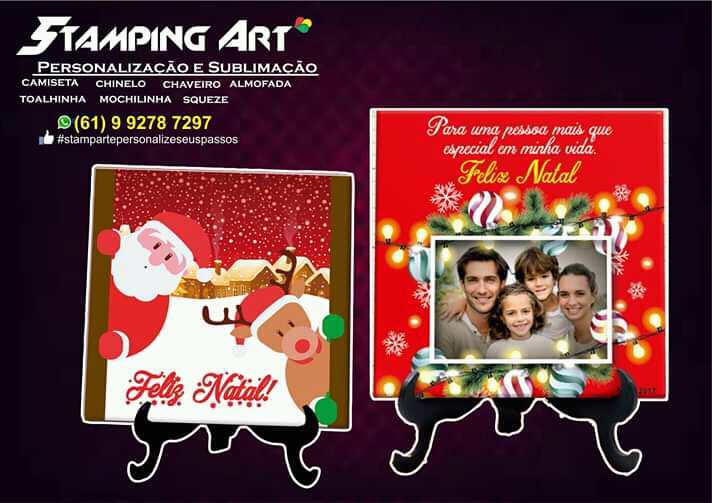 STAMPING ART
PERSONALIZAÇÃO E SUBLIMAÇÃO
CAMISETA CHINELO CHAVEIRO ALMOFADA
TOALHINHA MOCHILINHA SQUEZE
(61) 9 9278 7297
#stampartepersonalizeseuspassos
Feliz Natal!
Para uma pessoa mais que
especial em minha vida.
Feliz Natal
2017